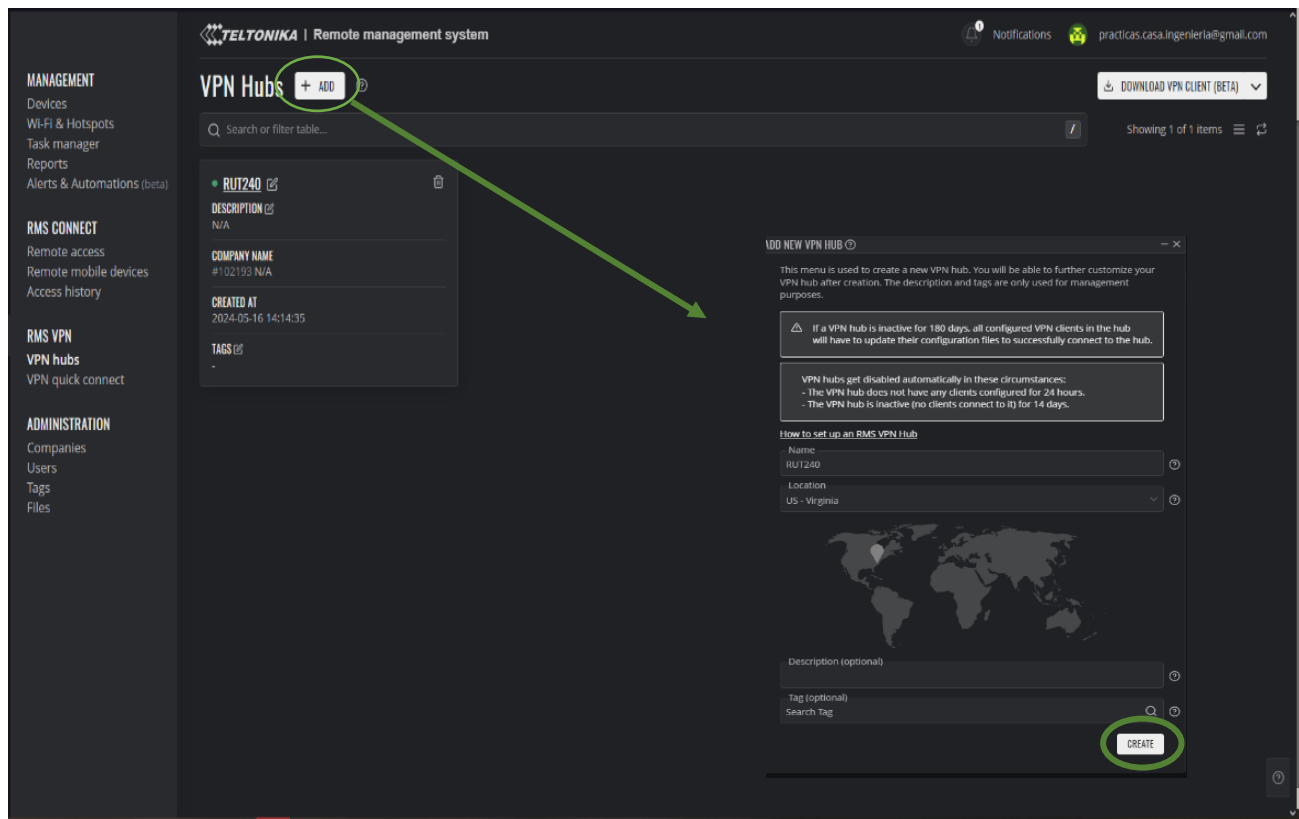 TELTONIKA | Remote management system
1
Notifications
practicas.casa.ingenieria@gmail.com
MANAGEMENT
Devices
Wi-Fi & Hotspots
Task manager
Reports
Alerts & Automations (beta)
RMS CONNECT
Remote access
Remote mobile devices
Access history
RMS VPN
VPN hubs
VPN quick connect
ADMINISTRATION
Companies
Users
Tags
Files
VPN Hubs
+ ADD
DOWNLOAD VPN CLIENT (BETA)
Search or filter table...
/
Showing 1 of 1 items
RUT240
DESCRIPTION
N/A
COMPANY NAME
#102193 N/A
CREATED AT
2024-05-16 14:14:35
TAGS
-
ADD NEW VPN HUB
This menu is used to create a new VPN hub. You will be able to further customize your
VPN hub after creation. The description and tags are only used for management
purposes.
If a VPN hub is inactive for 180 days, all configured VPN clients in the hub
will have to update their configuration files to successfully connect to the hub.
VPN hubs get disabled automatically in these circumstances:
- The VPN hub does not have any clients configured for 24 hours.
- The VPN hub is inactive (no clients connect to it) for 14 days.
How to set up an RMS VPN Hub
Name
RUT240
Location
US - Virginia
Description (optional)
Tag (optional)
Search Tag
CREATE